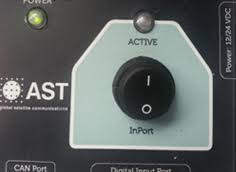 POWER
ACTIVE
Power: 12/24 VDC
AST
global satellite communications
I
O
InPort
CAN Port
Digital Input Port